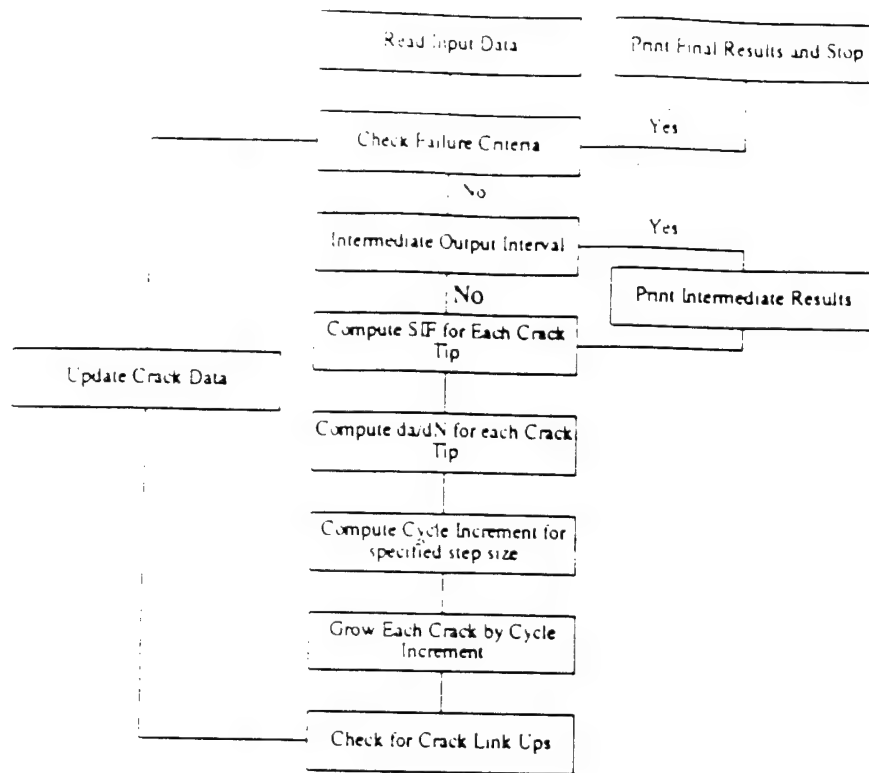 Read Input Data
Print Final Results and Stop
Check Failure Criteria
Yes
No
Intermediate Output Interval
Yes
Print Intermediate Results
No
Compute SIF for Each Crack
Tip
Update Crack Data
Compute da/dN for each Crack
Tip
Compute Cycle Increment for
specified step size
Grow Each Crack by Cycle
Increment
Check for Crack Link Ups